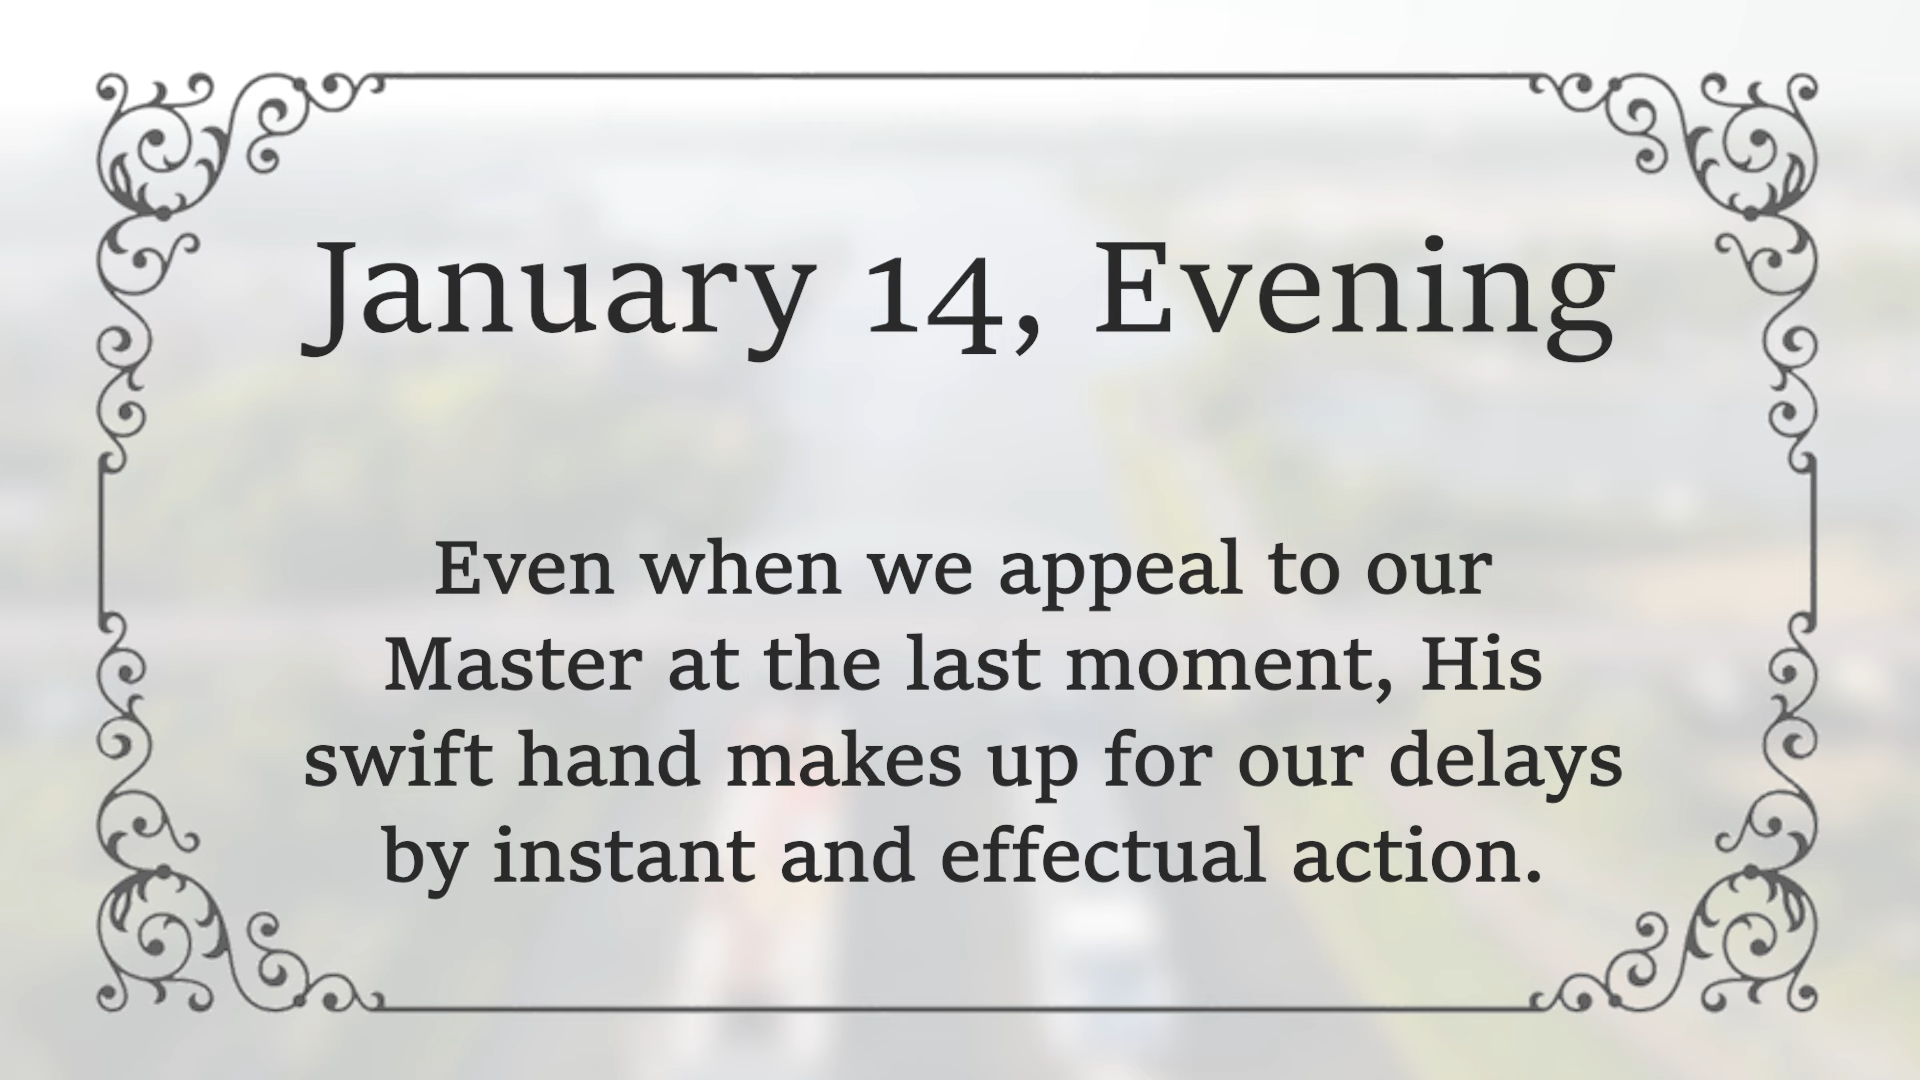 January 14, Evening
Even when we appeal to our
Master at the last moment, His
swift hand makes up for our delays
by instant and effectual action.